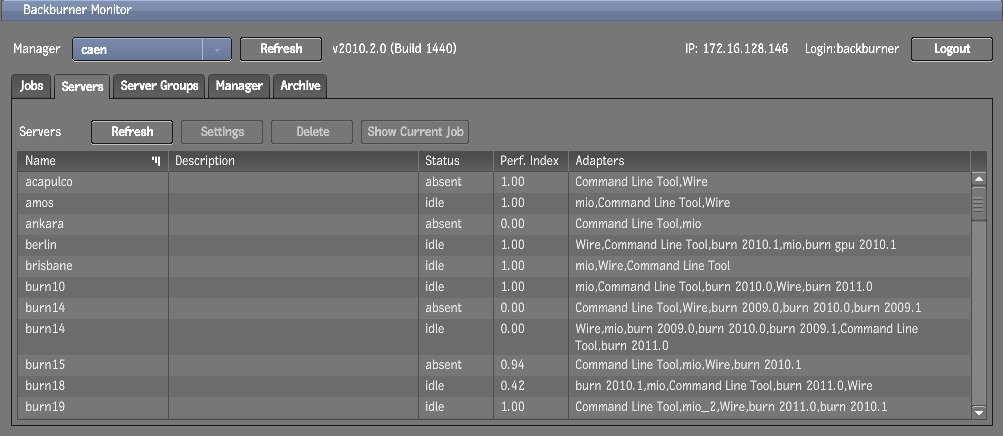 Backburner Monitor
Manager caen Refresh v2010.2.0 (Build 1440) IP: 172.16.128.146 Login:backburner Logout
Jobs Servers Server Groups Manager Archive
Servers Refresh Settings Delete Show Current Job
Name Description Status Perf. Index Adapters
acapulco absent 1.00 Command Line Tool,Wire
amos idle 1.00 mio,Command Line Tool,Wire
ankara absent 0.00 Command Line Tool,mio
berlin idle 1.00 Wire,Command Line Tool,burn 2010.1,mio,burn gpu 2010.1
brisbane idle 1.00 mio,Wire,Command Line Tool
burn10 idle 1.00 mio,Command Line Tool,burn 2010.0,Wire,burn 2011.0
burn14 absent 0.00 Command Line Tool,Wire,burn 2009.0,burn 2010.0,burn 2009.1
burn14 idle 0.00 Wire,mio,burn 2009.0,burn 2010.0,burn 2009.1,Command Line
Tool,burn 2011.0
burn15 absent 0.94 Command Line Tool,mio,Wire,burn 2010.1
burn18 idle 0.42 burn 2010.1,mio,Command Line Tool,burn 2011.0,Wire
burn19 idle 1.00 Command Line Tool,mio_2,Wire,burn 2011.0,burn 2010.1